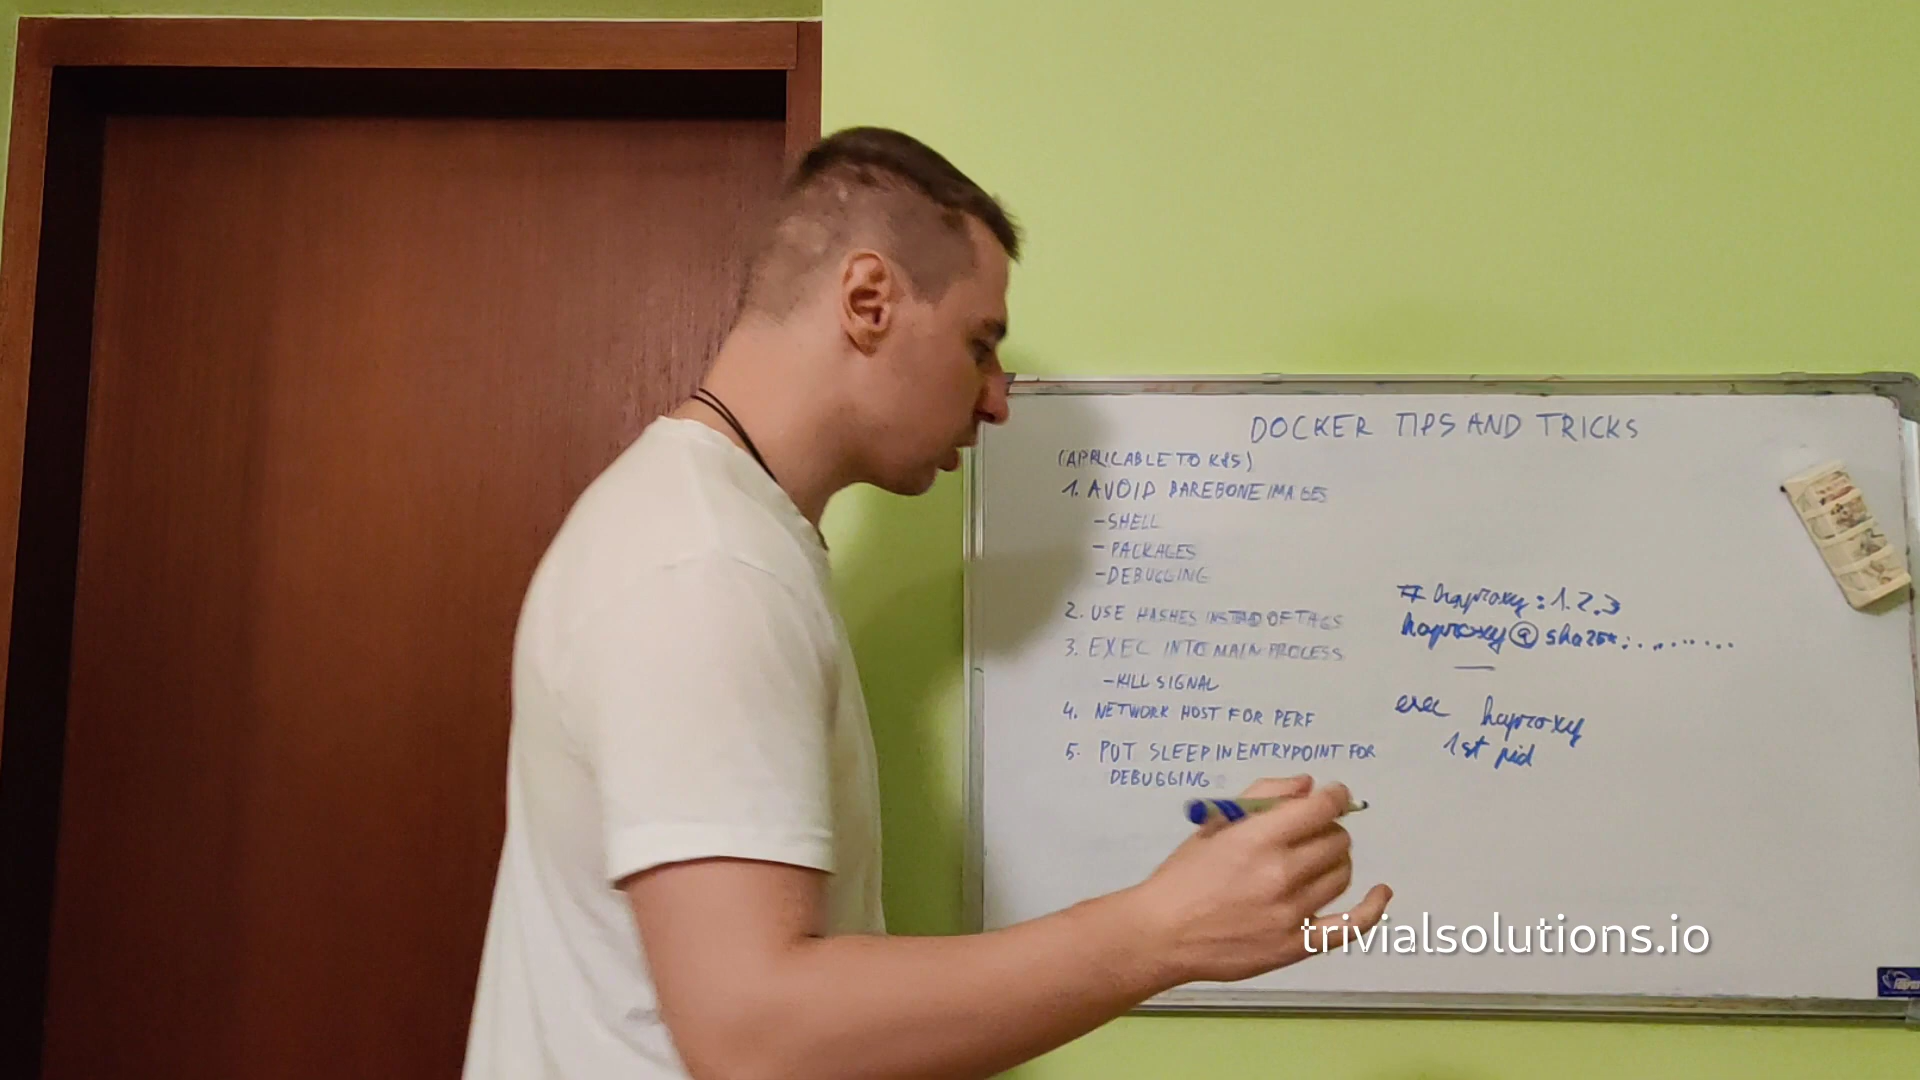 DOCKER TIPS AND TRICKS
(APPLICABLE TO K8S)
1. AVOID BAREBONE IMAGES
-SHELL
-PACKAGES
-DEBUGGING
2. USE HASHES INSTEAD OF TAGS
3. EXEC INTO MAIN PROCESS
-KILL SIGNAL
4. NETWORK HOST FOR PERF
5. PUT SLEEP IN ENTRYPOINT FOR
DEBUGGING
# haproxy:1.2.3
haproxy@sha256:.........
exec haproxy
1st pid
trivialsolutions.io